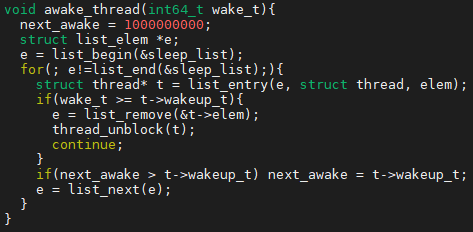 void awake_thread(int64_t wake_t){
  next_awake = 1000000000;
  struct list_elem *e;
  e = list_begin(&sleep_list);
  for(; e!=list_end(&sleep_list);){
    struct thread* t = list_entry(e, struct thread, elem);
    if(wake_t >= t->wakeup_t){
      e = list_remove(&t->elem);
      thread_unblock(t);
      continue;
    }
    if(next_awake > t->wakeup_t) next_awake = t->wakeup_t;
    e = list_next(e);
  }
}